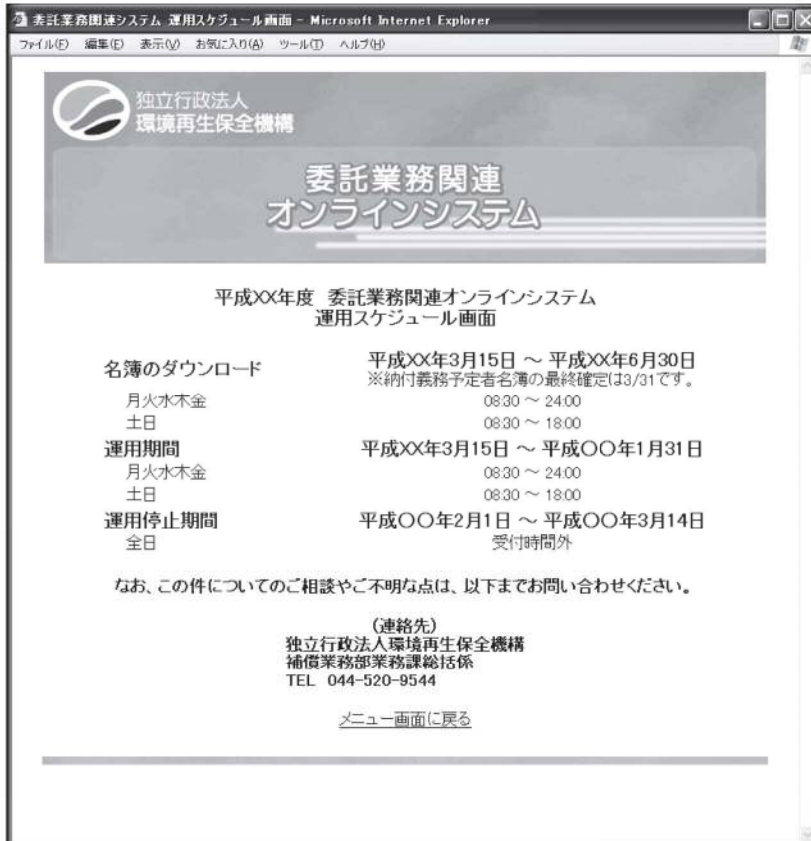 委託業務関連システム 運用スケジュール画面 - Microsoft Internet Explorer
ファイル(F) 編集(E) 表示(V) お気に入り(A) ツール(T) ヘルプ(H)
独立行政法人
環境再生保全機構
委託業務関連
オンラインシステム
平成XX年度 委託業務関連オンラインシステム
運用スケジュール画面
名簿のダウンロード 平成XX年3月15日 ～ 平成XX年6月30日
※納付義務予定者名簿の最終確定は3/31です。
月火水木金 08:30 ～ 24:00
土日 08:30 ～ 18:00
運用期間 平成XX年3月15日 ～ 平成〇〇年1月31日
月火水木金 08:30 ～ 24:00
土日 08:30 ～ 18:00
運用停止期間 平成〇〇年2月1日 ～ 平成〇〇年3月14日
全日 受付時間外
なお、この件についてのご相談やご不明な点は、以下までお問い合わせください。
(連絡先)
独立行政法人環境再生保全機構
補償業務部業務課総括係
TEL 044-520-9544
メニュー画面に戻る